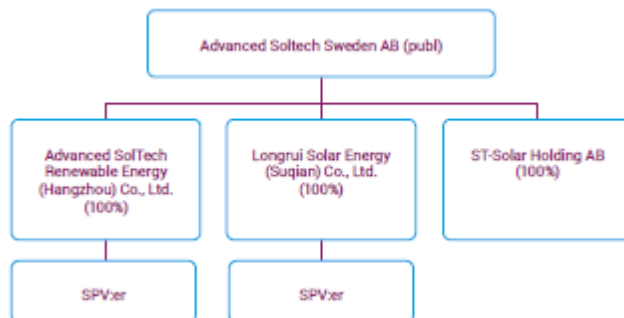 Advanced Soltech Sweden AB (publ)
Advanced SolTech
Renewable Energy
(Hangzhou) Co., Ltd.
(100%)
Longrui Solar Energy
(Suqian) Co., Ltd.
(100%)
ST-Solar Holding AB
(100%)
SPV:er
SPV:er